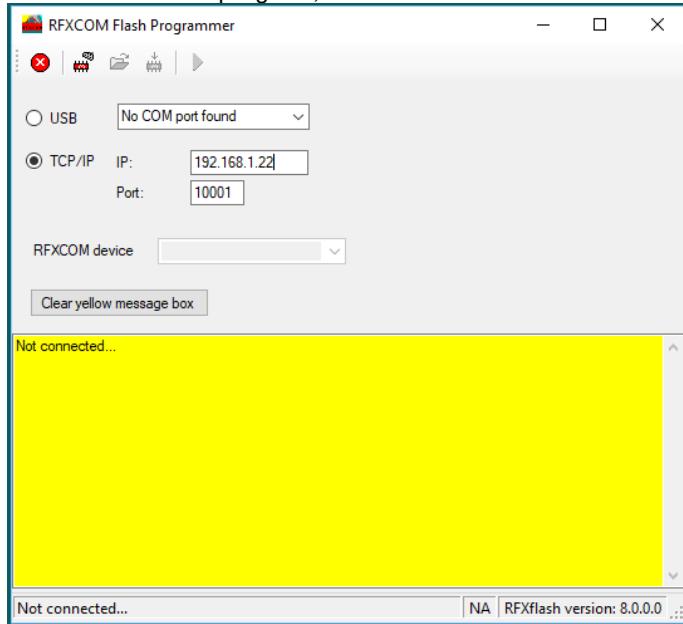 RFXCOM Flash Programmer
USB No COM port found
TCP/IP IP: 192.168.1.22
Port: 10001
RFXCOM device
Clear yellow message box
Not connected...
Not connected... NA RFXflash version: 8.0.0.0